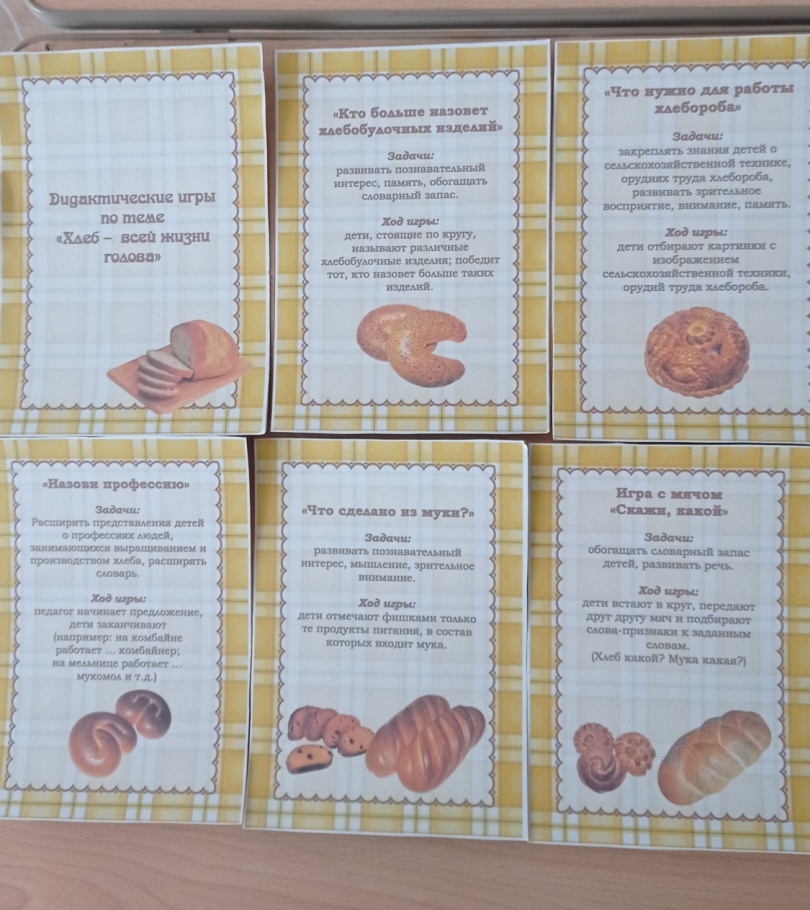 Дидактические игры
по теме
«Хлеб – всей жизни
голова»
«Кто больше назовет
хлебобулочных изделий»
Задачи:
развивать познавательный
интерес, память, обогащать
словарный запас.
Ход игры:
дети, стоящие по кругу,
называют различные
хлебобулочные изделия; победит
тот, кто назовет больше таких
изделий.
«Что нужно для работы
хлебороба»
Задачи:
закреплять знания детей о
сельскохозяйственной технике,
орудиях труда хлебороба,
развивать зрительное
восприятие, внимание, память.
Ход игры:
дети отбирают картинки с
изображением
сельскохозяйственной техники,
орудий труда хлебороба.
«Назови профессию»
Задачи:
Расширить представления детей
о профессиях людей,
занимающихся выращиванием и
производством хлеба, расширять
словарь.
Ход игры:
педагог начинает предложение,
дети заканчивают
(например: на комбайне
работает ... комбайнер;
на мельнице работает ...
мукомол и т.д.)
«Что сделано из муки?»
Задачи:
развивать познавательный
интерес, мышление, зрительное
внимание.
Ход игры:
дети отмечают фишками только
те продукты питания, в состав
которых входит мука.
Игра с мячом
«Скажи, какой»
Задачи:
обогащать словарный запас
детей, развивать речь.
Ход игры:
дети встают в круг, передают
друг другу мяч и подбирают
слова-признаки к заданным
словам.
(Хлеб какой? Мука какая?)